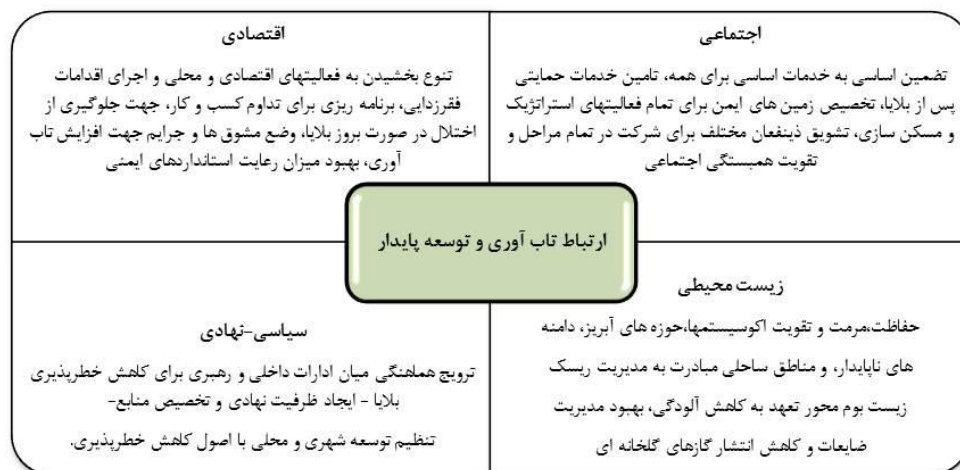 اجتماعی
تضمین اساسی به خدمات اساسی برای همه، تامین خدمات حمایتی
پس از بلایا، تخصیص زمین های ایمن برای تمام فعالیتهای استراتژیک
و مسکن سازی، تشویق ذینفعان مختلف برای شرکت در تمام مراحل و
تقویت همبستگی اجتماعی
اقتصادی
تنوع بخشیدن به فعالیتهای اقتصادی و محلی و اجرای اقدامات
فقرزدایی، برنامه ریزی برای تداوم کسب و کار، جهت جلوگیری از
اختلال در صورت بروز بلایا، وضع مشوق ها و جرایم جهت افزایش تاب
آوری، بهبود میزان رعایت استانداردهای ایمنی
ارتباط تاب آوری و توسعه پایدار
زیست محیطی
حفاظت،مرمت و تقویت اکوسیستمها،حوزه های آبریز، دامنه
های ناپایدار، و مناطق ساحلی مبادرت به مدیریت ریسک
زیست بوم محور تعهد به کاهش آلودگی، بهبود مدیریت
ضایعات و کاهش انتشار گازهای گلخانه ای
سیاسی-نهادی
ترویج هماهنگی میان ادارات داخلی و رهبری برای کاهش خطرپذیری
بلایا - ایجاد ظرفیت نهادی و تخصیص منابع-
تنظیم توسعه شهری و محلی با اصول کاهش خطرپذیری.